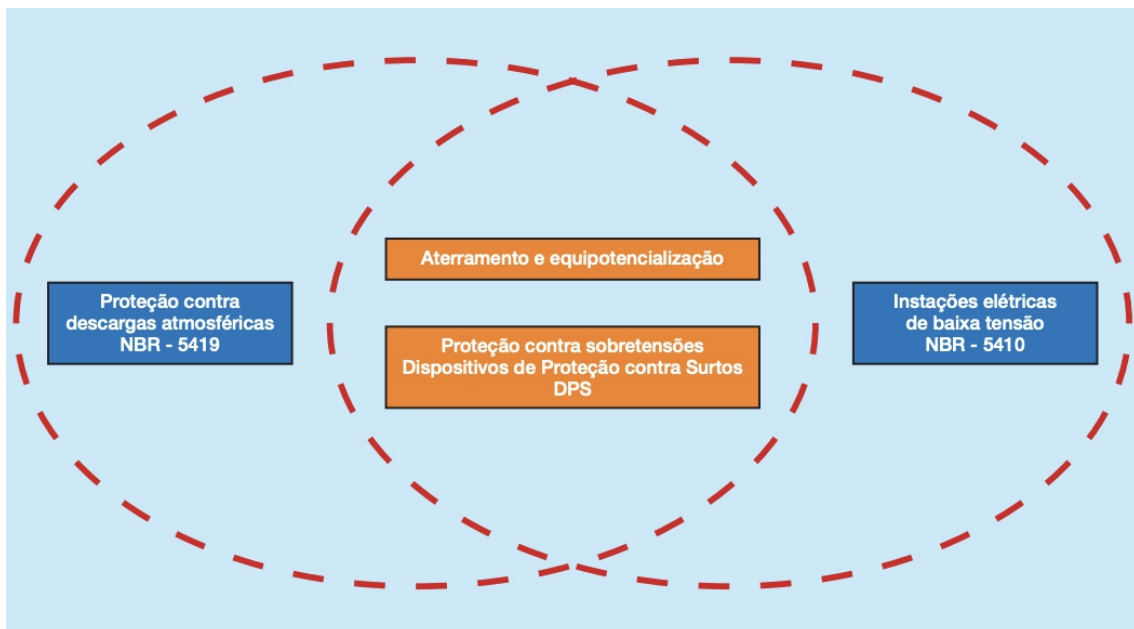 Aterramento e equipotencialização
Proteção contra
descargas atmosféricas
NBR - 5419
Proteção contra sobretensões
Dispositivos de Proteção contra Surtos
DPS
Instações elétricas
de baixa tensão
NBR - 5410